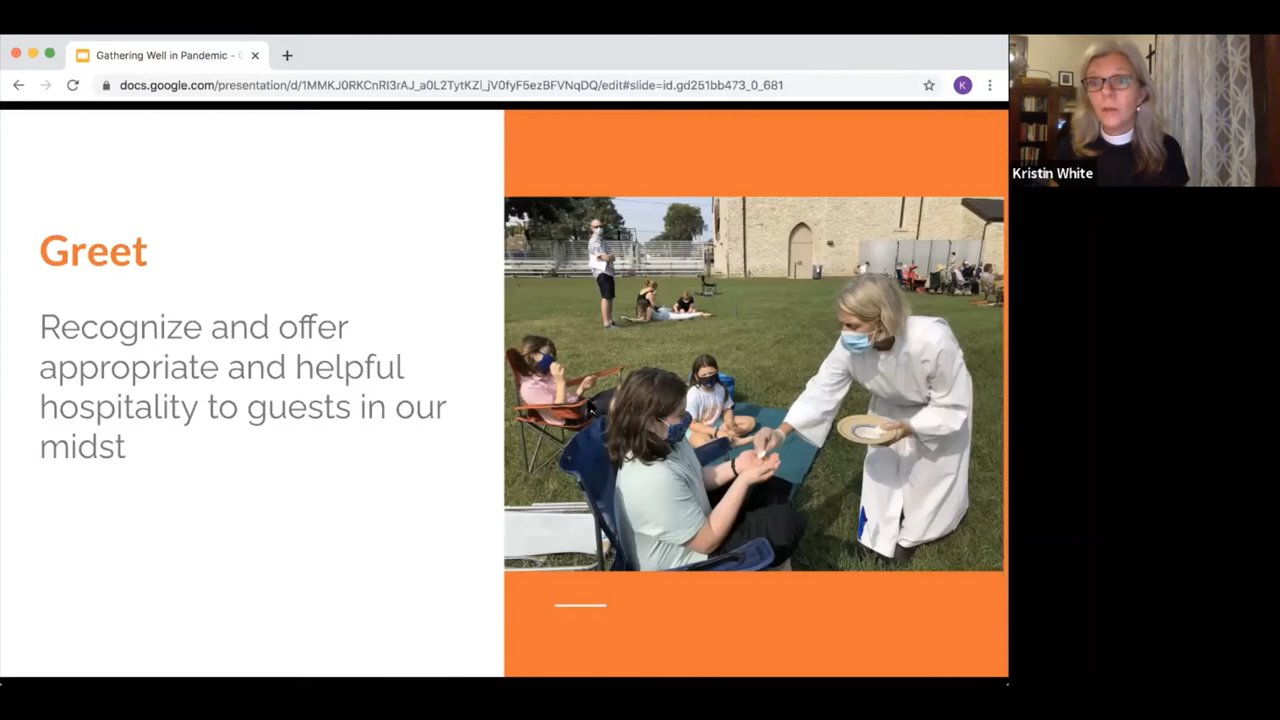 Gathering Well in Pandemic - G
docs.google.com/presentation/d/1MMKJ0RKCnRI3rAJ_a0L2TytKZl_jV0fyF5ezBFVNqDQ/edit#slide=id.gd251bb473_0_681
K
Kristin White
Greet
Recognize and offer
appropriate and helpful
hospitality to guests in our
midst